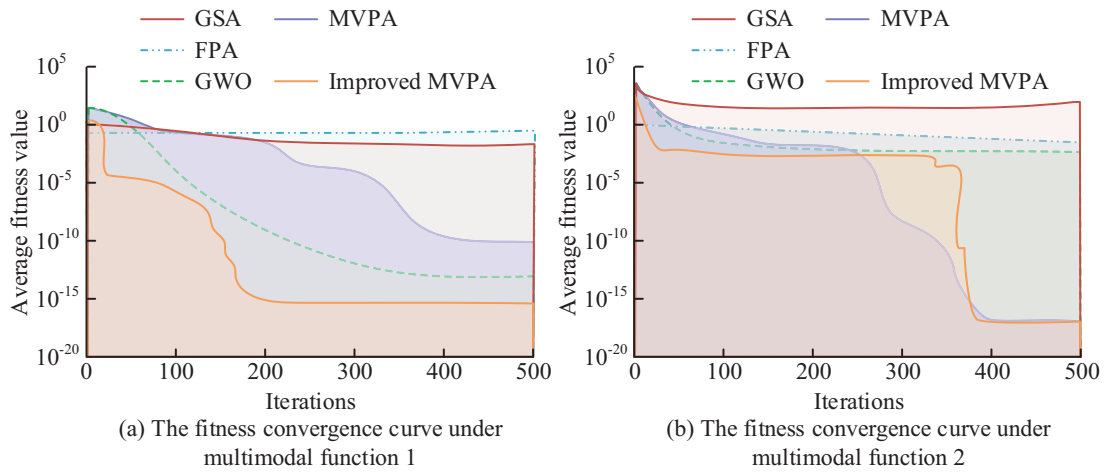 GSA MVPA
FPA
GWO Improved MVPA
Average fitness value
10^5
10^0
10^-5
10^-10
10^-15
10^-20
0 100 200 300 400 500
Iterations
(a) The fitness convergence curve under
multimodal function 1
GSA MVPA
FPA
GWO Improved MVPA
Average fitness value
10^5
10^0
10^-5
10^-10
10^-15
10^-20
0 100 200 300 400 500
Iterations
(b) The fitness convergence curve under
multimodal function 2